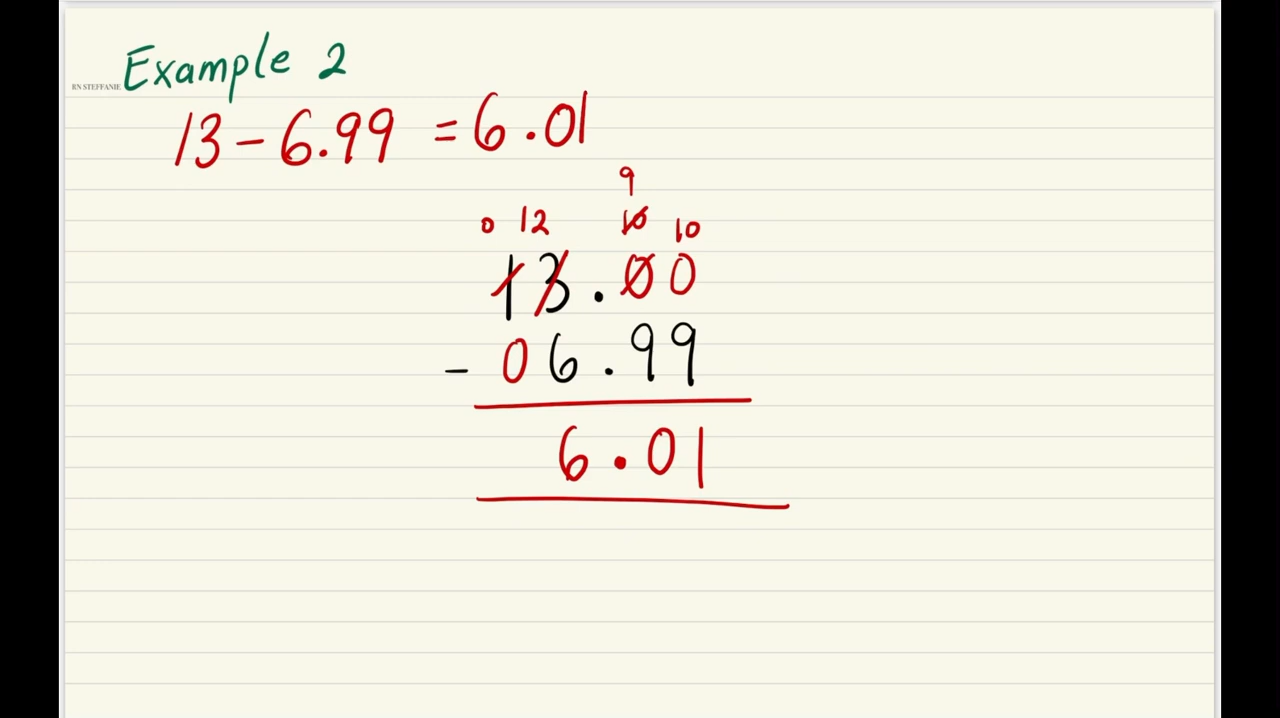 Example 2
RN STEFFANIE
13 - 6.99 = 6.01
9
0 12 10 10
13.00
- 06.99
6.01